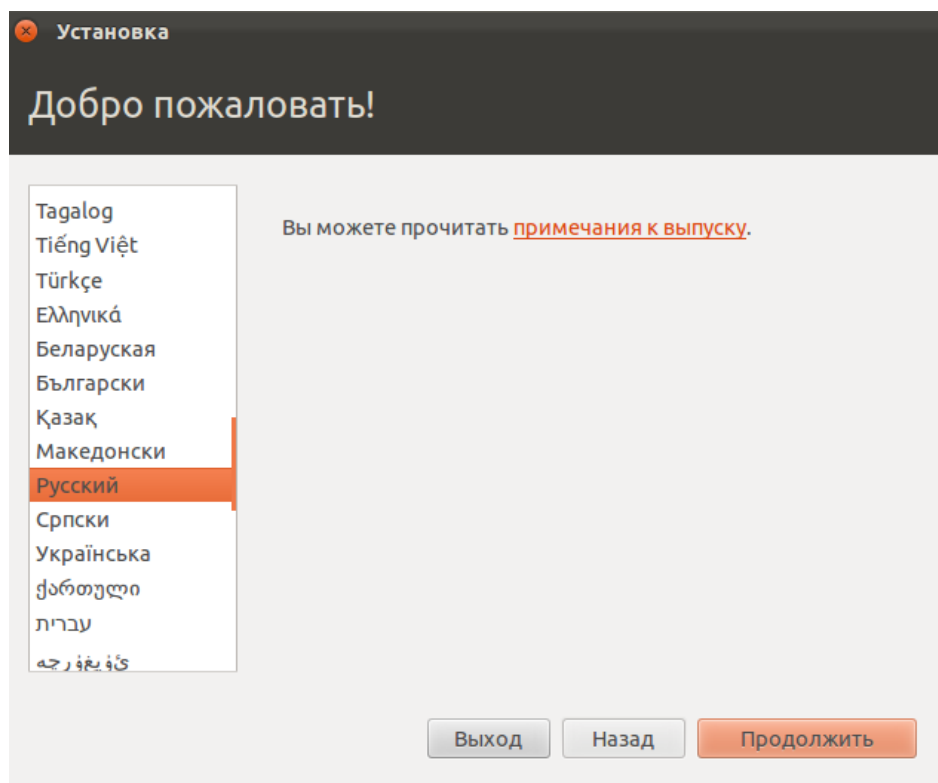 Установка
Добро пожаловать!
Tagalog
Tiếng Việt
Türkçe
Ελληνικά
Беларуская
Български
Қазақ
Македонски
Русский
Српски
Українська
ქართული
עברית
ئۇيغۇرچە
Вы можете прочитать примечания к выпуску.
Выход Назад Продолжить